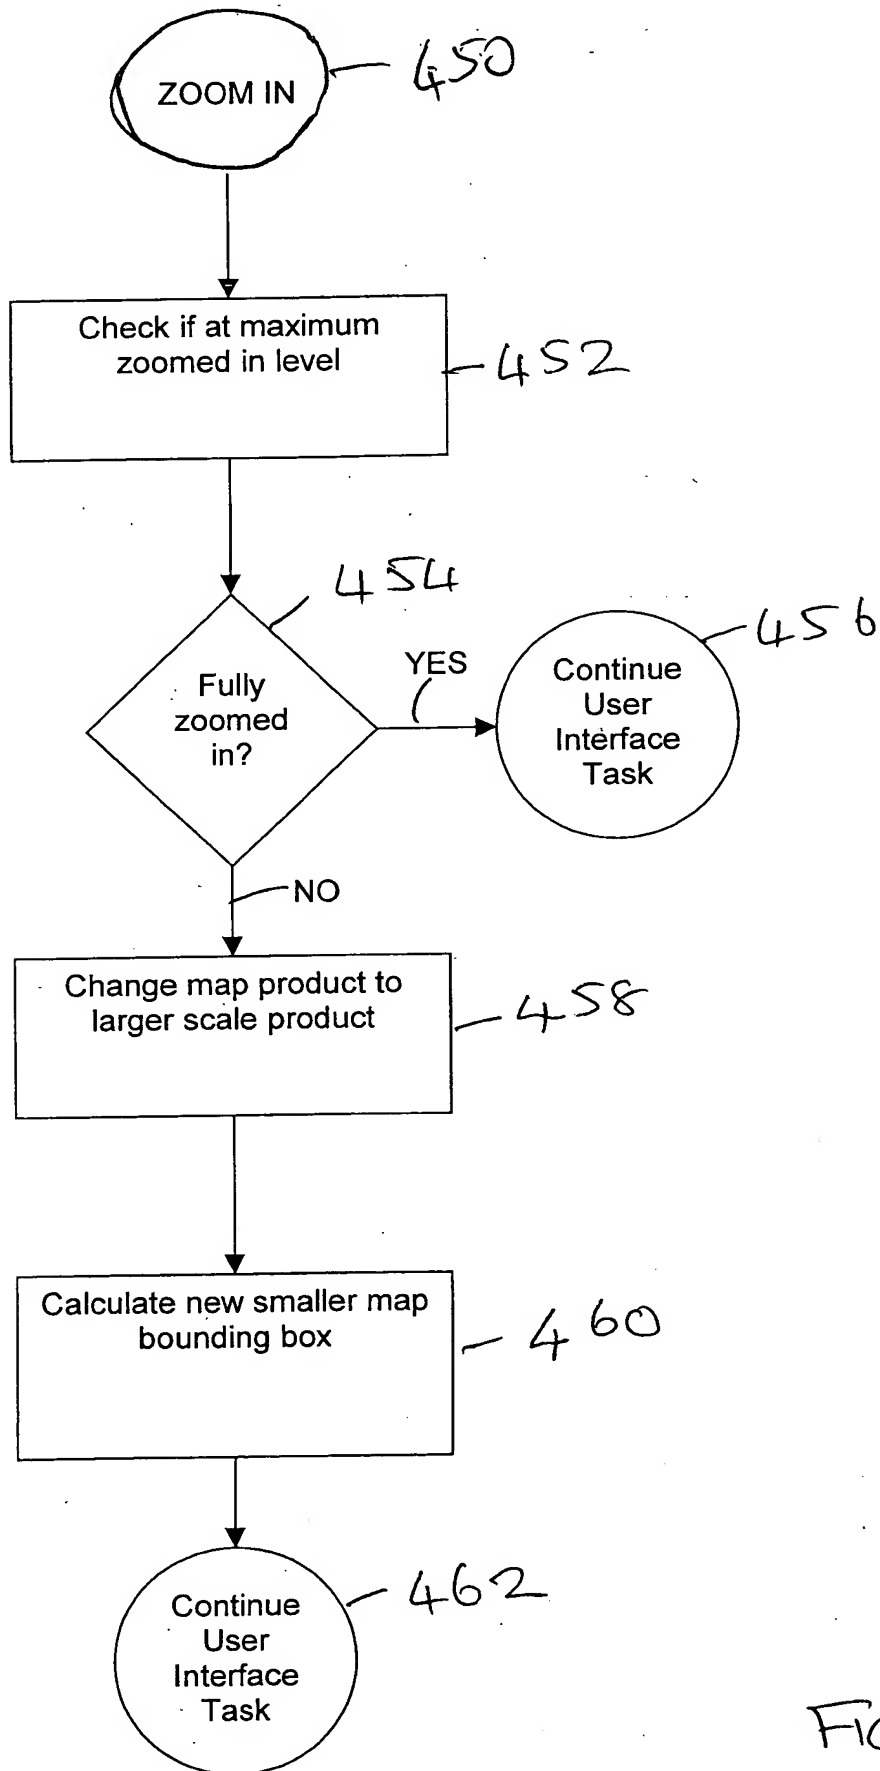 ZOOM IN
450
Check if at maximum
zoomed in level
452
454
Fully
zoomed
in?
YES
Continue
User
Interface
Task
456
NO
Change map product to
larger scale product
458
Calculate new smaller map
bounding box
460
Continue
User
Interface
Task
462